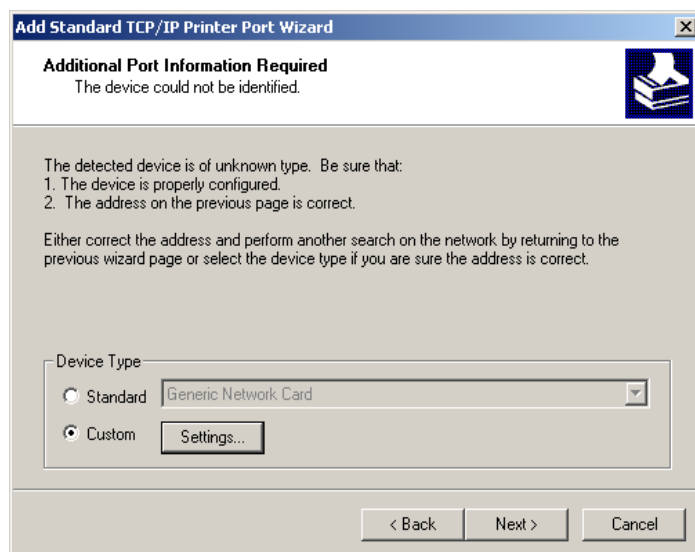 Add Standard TCP/IP Printer Port Wizard
Additional Port Information Required
The device could not be identified.
The detected device is of unknown type.  Be sure that:
1. The device is properly configured.
2.  The address on the previous page is correct.
Either correct the address and perform another search on the network by returning to the
previous wizard page or select the device type if you are sure the address is correct.
Device Type
Standard Generic Network Card
Custom Settings...
< Back Next > Cancel